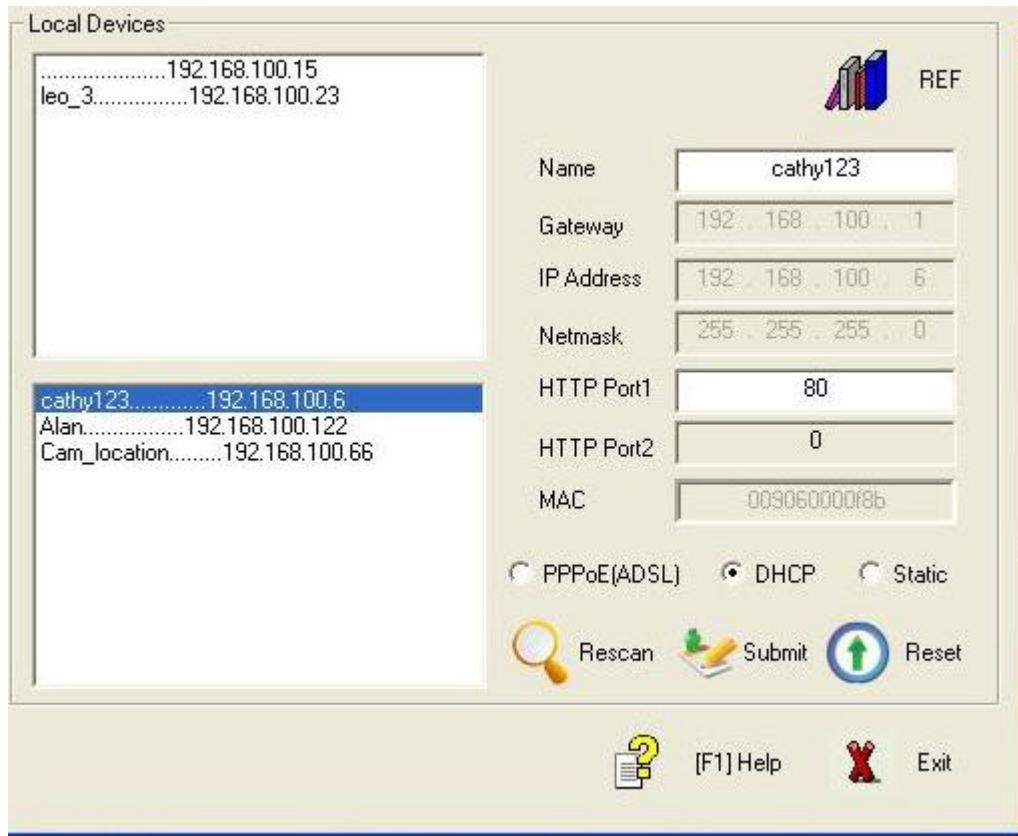 Local Devices
.....................192.168.100.15
leo_3................192.168.100.23
REF
Name cathy123
Gateway 192 . 168 . 100 . 1
IP Address 192 . 168 . 100 . 6
Netmask 255 . 255 . 255 . 0
cathy123.............192.168.100.6
Alan.................192.168.100.122
Cam_location.........192.168.100.66
HTTP Port1 80
HTTP Port2 0
MAC 009060000f8b
PPPoE(ADSL) DHCP Static
Rescan Submit Reset
[F1] Help Exit